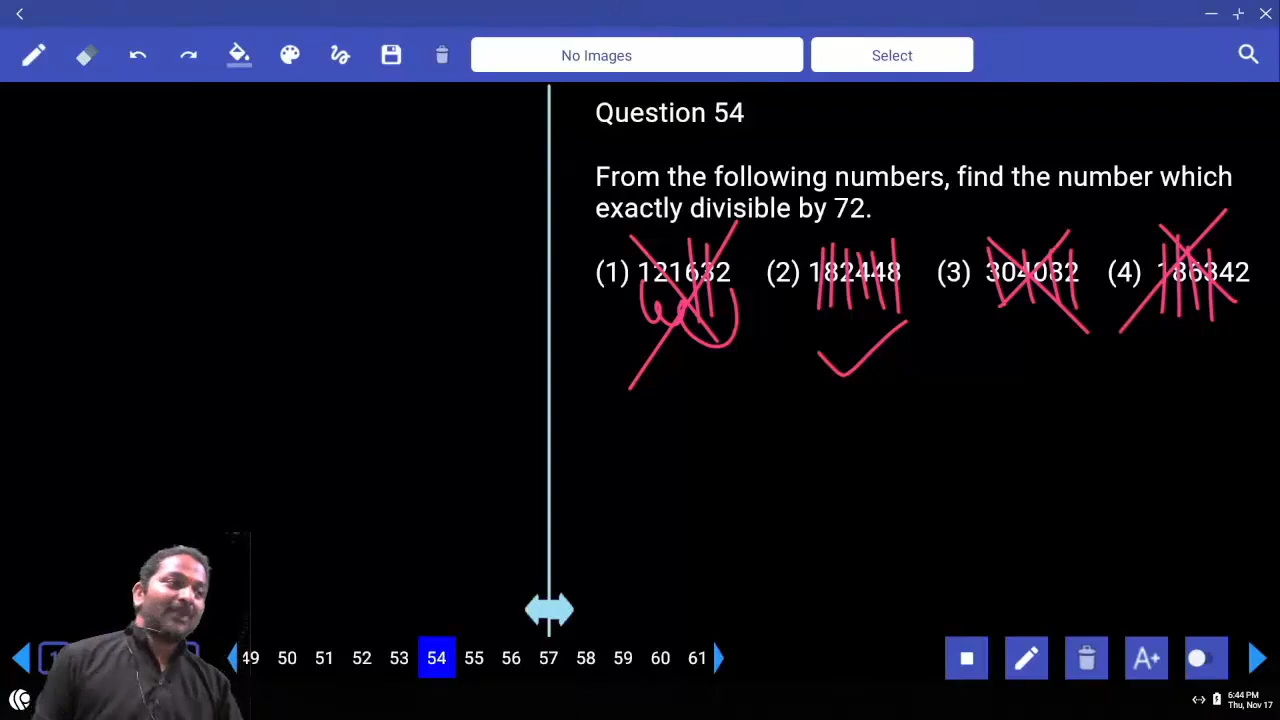 No Images
Select
Question 54
From the following numbers, find the number which
exactly divisible by 72.
(1) 121632 (2) 182448 (3) 304032 (4) 186342
49 50 51 52 53 54 55 56 57 58 59 60 61
A+
6:44 PM
Thu, Nov 17